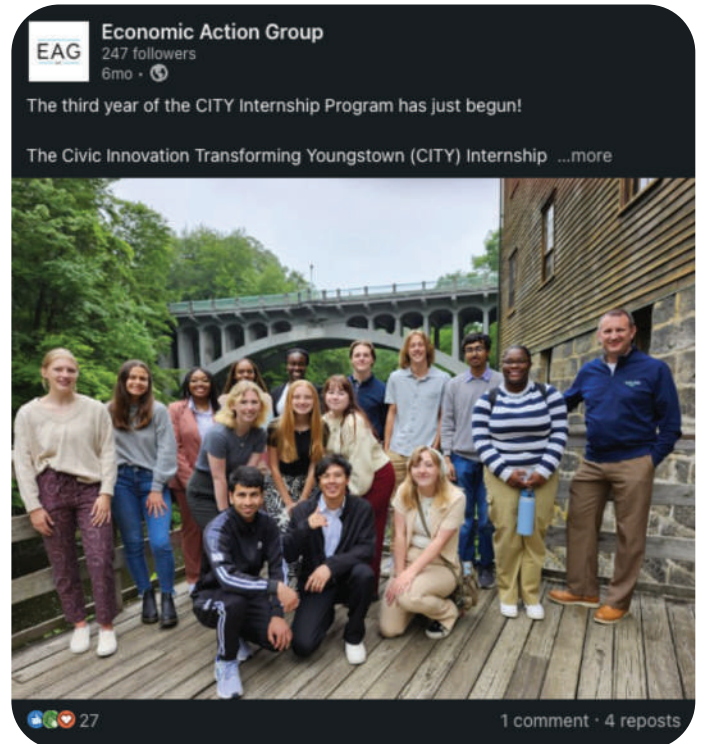 EAG
Economic Action Group
247 followers
6mo •
The third year of the CITY Internship Program has just begun!
The Civic Innovation Transforming Youngstown (CITY) Internship ...more
27
1 comment · 4 reposts